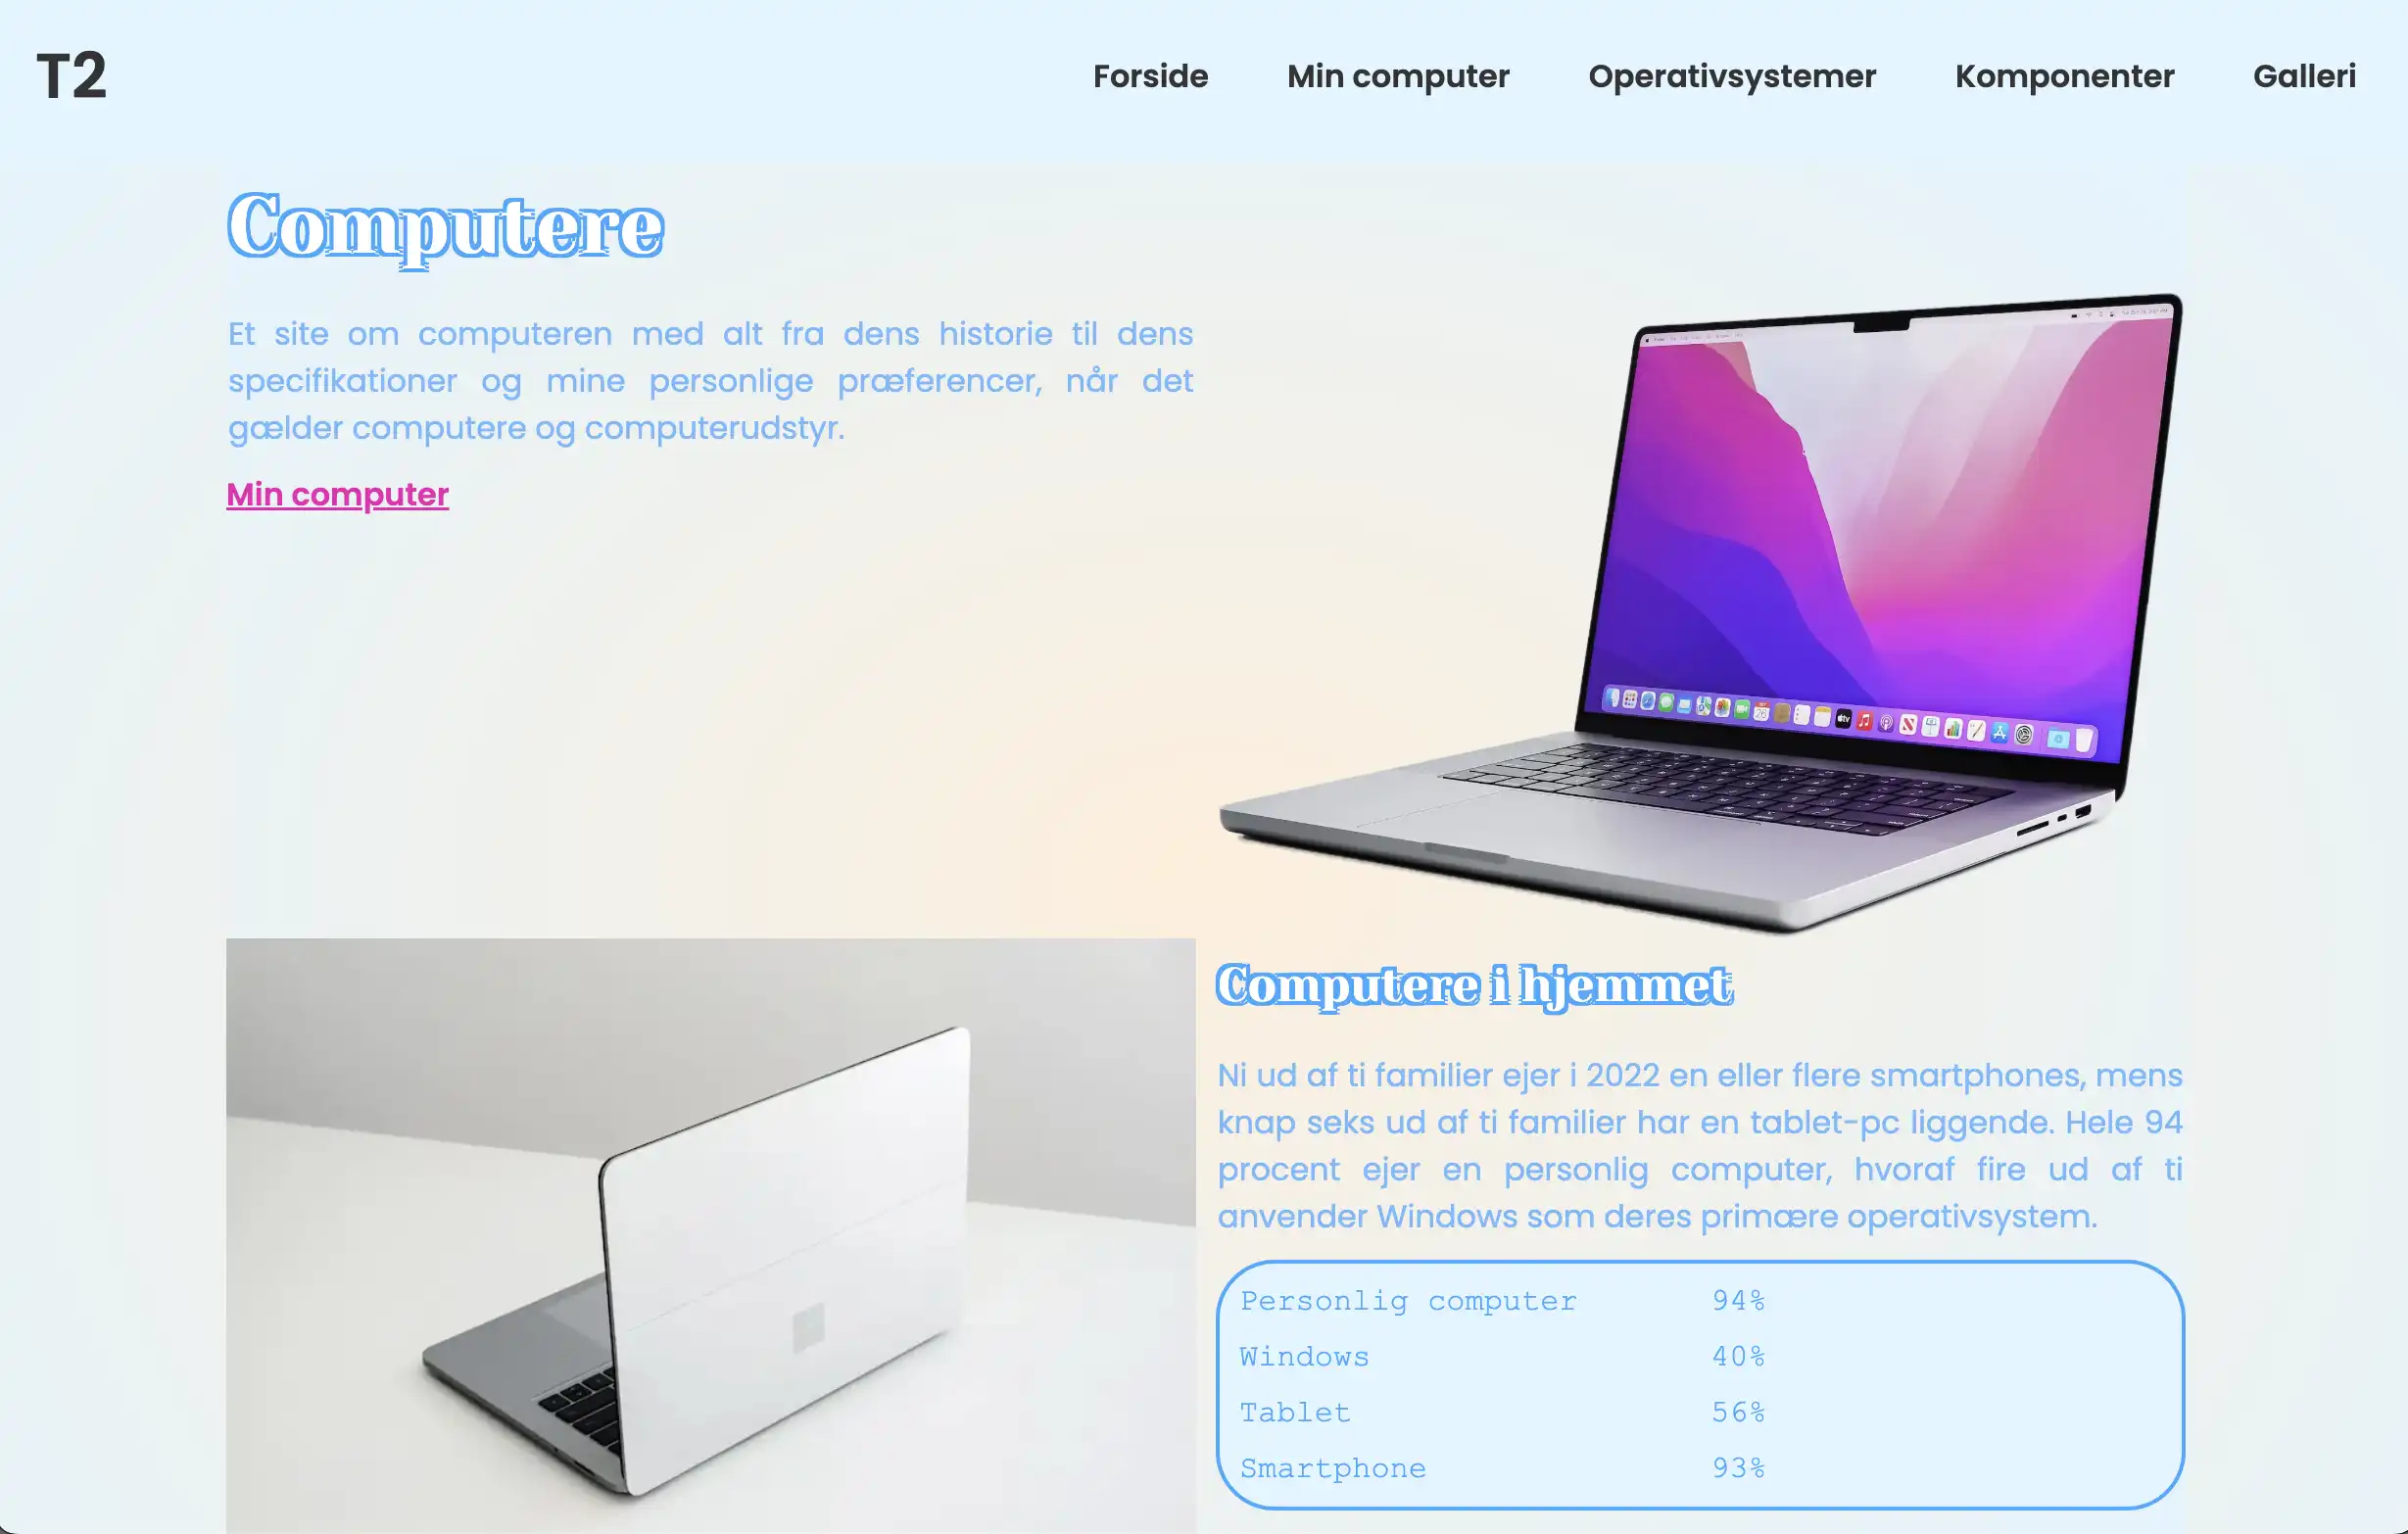 T2
Forside Min computer Operativsystemer Komponenter Galleri
Computere
Et site om computeren med alt fra dens historie til dens
specifikationer og mine personlige præferencer, når det
gælder computere og computerudstyr.
Min computer
Computere i hjemmet
Ni ud af ti familier ejer i 2022 en eller flere smartphones, mens
knap seks ud af ti familier har en tablet-pc liggende. Hele 94
procent ejer en personlig computer, hvoraf fire ud af ti
anvender Windows som deres primære operativsystem.
Personlig computer 94%
Windows 40%
Tablet 56%
Smartphone 93%